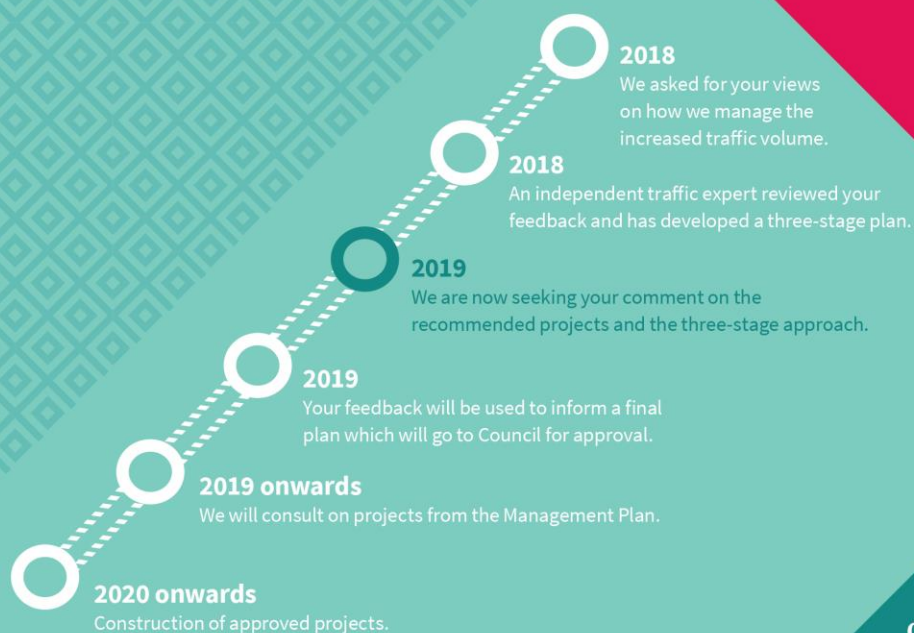 2018
We asked for your views
on how we manage the
increased traffic volume.
2018
An independent traffic expert reviewed your
feedback and has developed a three-stage plan.
2019
We are now seeking your comment on the
recommended projects and the three-stage approach.
2019
Your feedback will be used to inform a final
plan which will go to Council for approval.
2019 onwards
We will consult on projects from the Management Plan.
2020 onwards
Construction of approved projects.